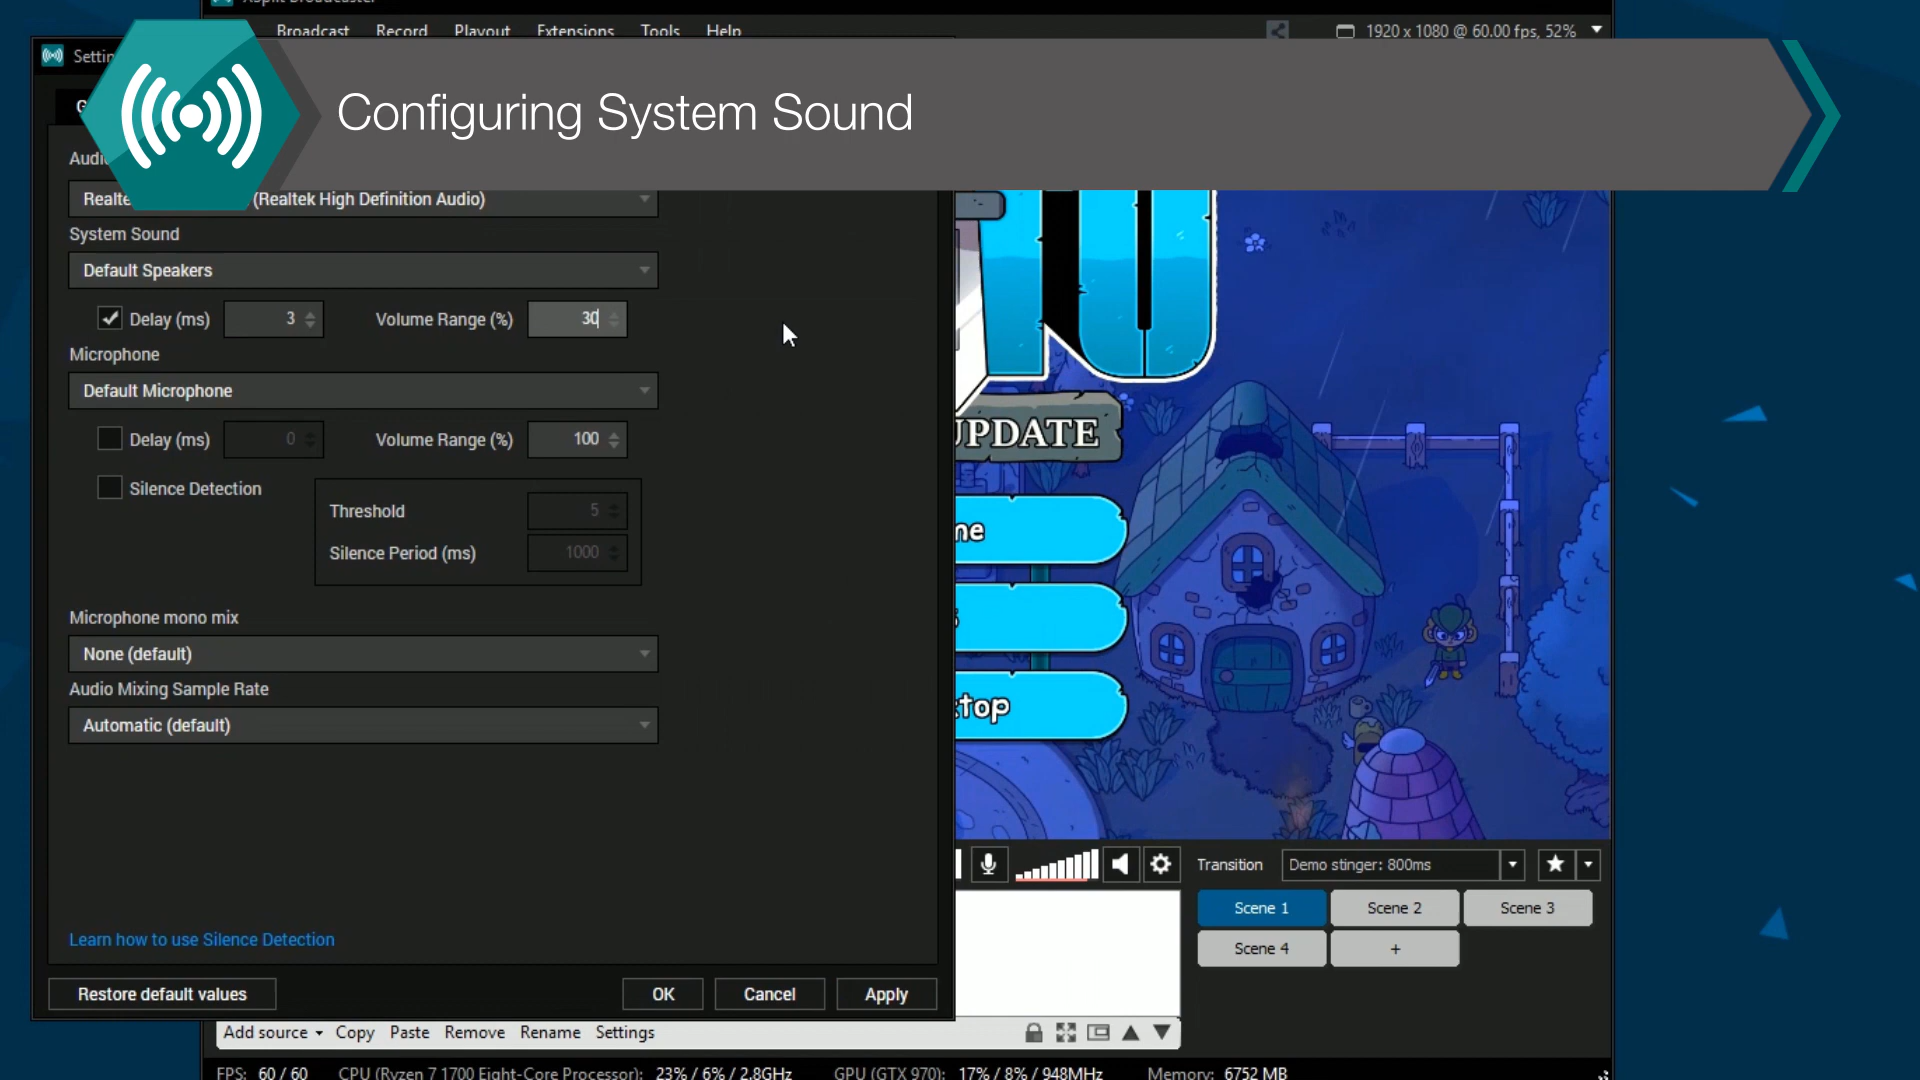 Broadcast Record Playout Extensions Tools Help
1920 x 1080 @ 60.00 fps, 52%
Configuring System Sound
(Realtek High Definition Audio)
System Sound
Default Speakers
Delay (ms) 3 Volume Range (%) 30
Microphone
Default Microphone
Delay (ms) 0 Volume Range (%) 100
Silence Detection
Threshold 5
Silence Period (ms) 1000
Microphone mono mix
None (default)
Audio Mixing Sample Rate
Automatic (default)
Learn how to use Silence Detection
Restore default values OK Cancel Apply
UPDATE
Transition Demo stinger: 800ms
Scene 1 Scene 2 Scene 3
Scene 4 +
Add source Copy Paste Remove Rename Settings
FPS: 60 / 60 CPU (Ryzen 7 1700 Eight-Core Processor): 23% / 6% / 2.8GHz GPU (GTX 970): 17% / 8% / 948MHz Memory: 6752 MB